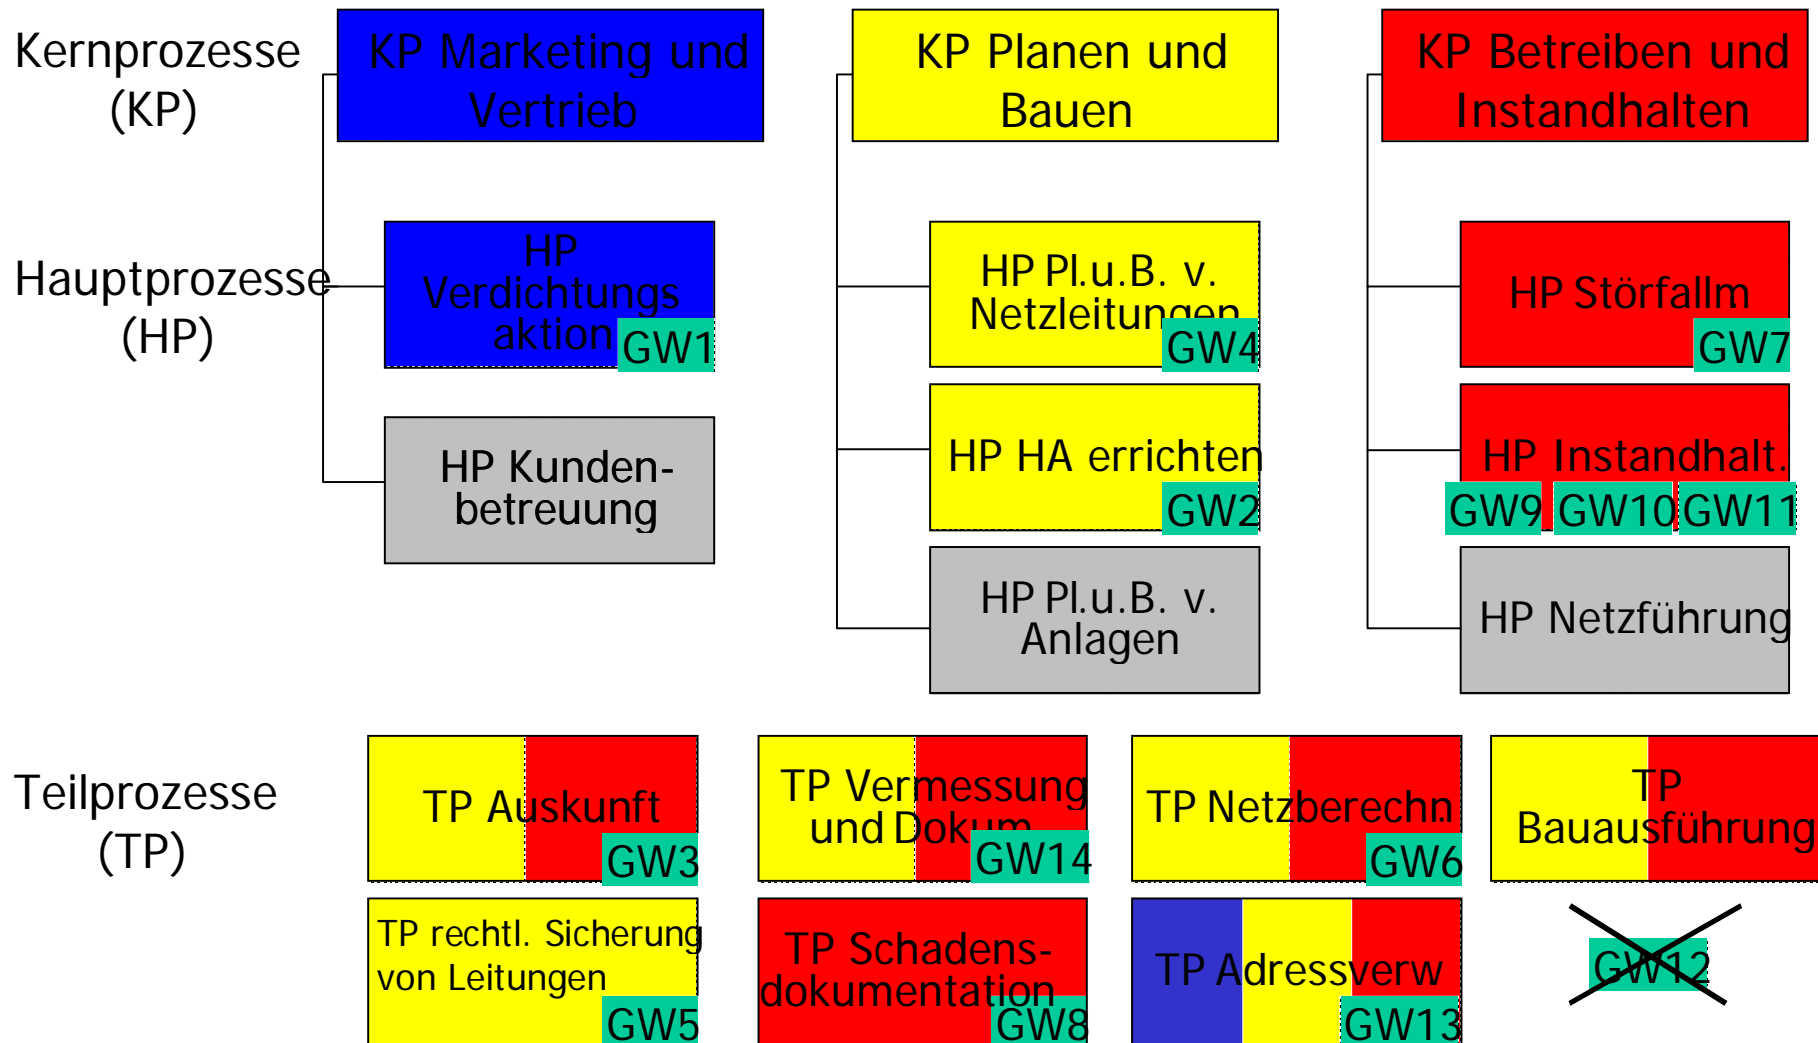 Kernprozesse
(KP)
KP Marketing und
Vertrieb
KP Planen und
Bauen
KP Betreiben und
Instandhalten
Hauptprozesse
(HP)
HP
Verdichtungs
aktion
GW1
HP Pl.u.B. v.
Netzleitungen
GW4
HP Störfallm
GW7
HP Kunden-
betreuung
HP HA errichten
GW2
HP Instandhalt.
GW9 GW10 GW11
HP Pl.u.B. v.
Anlagen
HP Netzführung
Teilprozesse
(TP)
TP Auskunft
GW3
TP Vermessung
und Dokum.
GW14
TP Netzberechn.
GW6
TP
Bauausführung
TP rechtl. Sicherung
von Leitungen
GW5
TP Schadens-
dokumentation
GW8
TP Adressverw
GW13
GW12